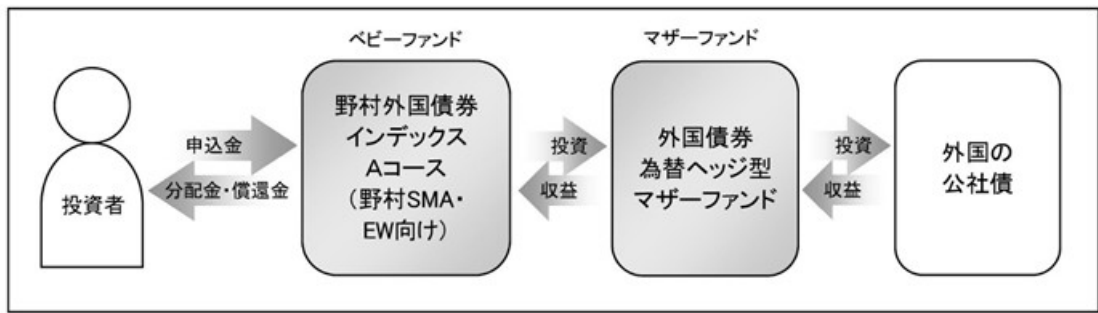 ベビーファンド
マザーファンド
投資者
申込金
分配金・償還金
野村外国債券
インデックス
Aコース
(野村SMA・
EW向け)
投資
収益
外国債券
為替ヘッジ型
マザーファンド
投資
収益
外国の
公社債